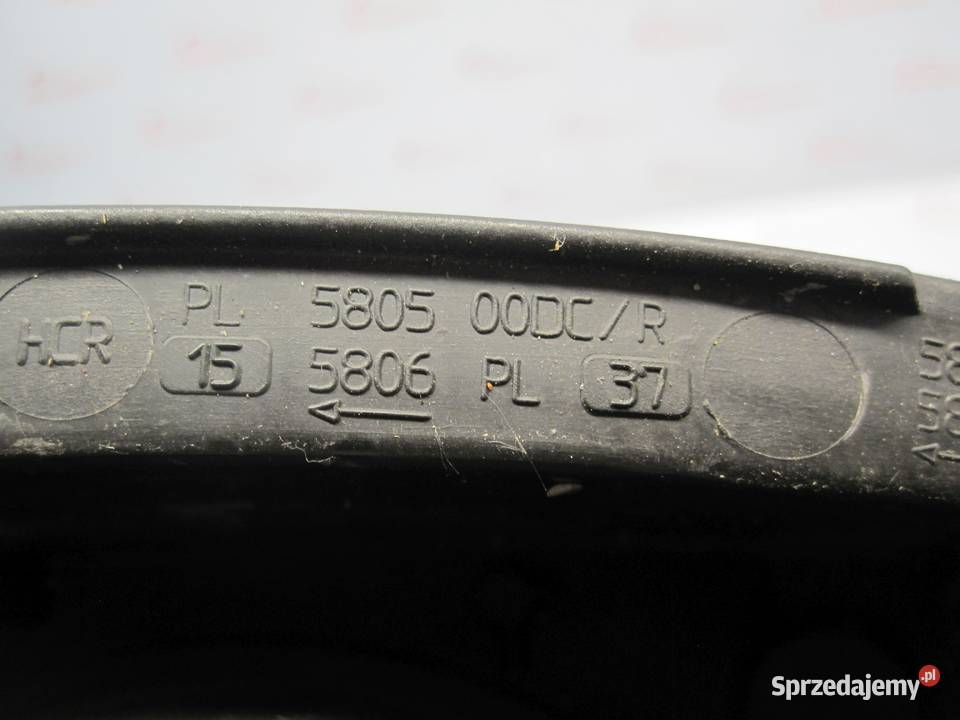 HCR
PL 5805 00DC/R
15 5806 PL 37
Sprzedajemy.pl